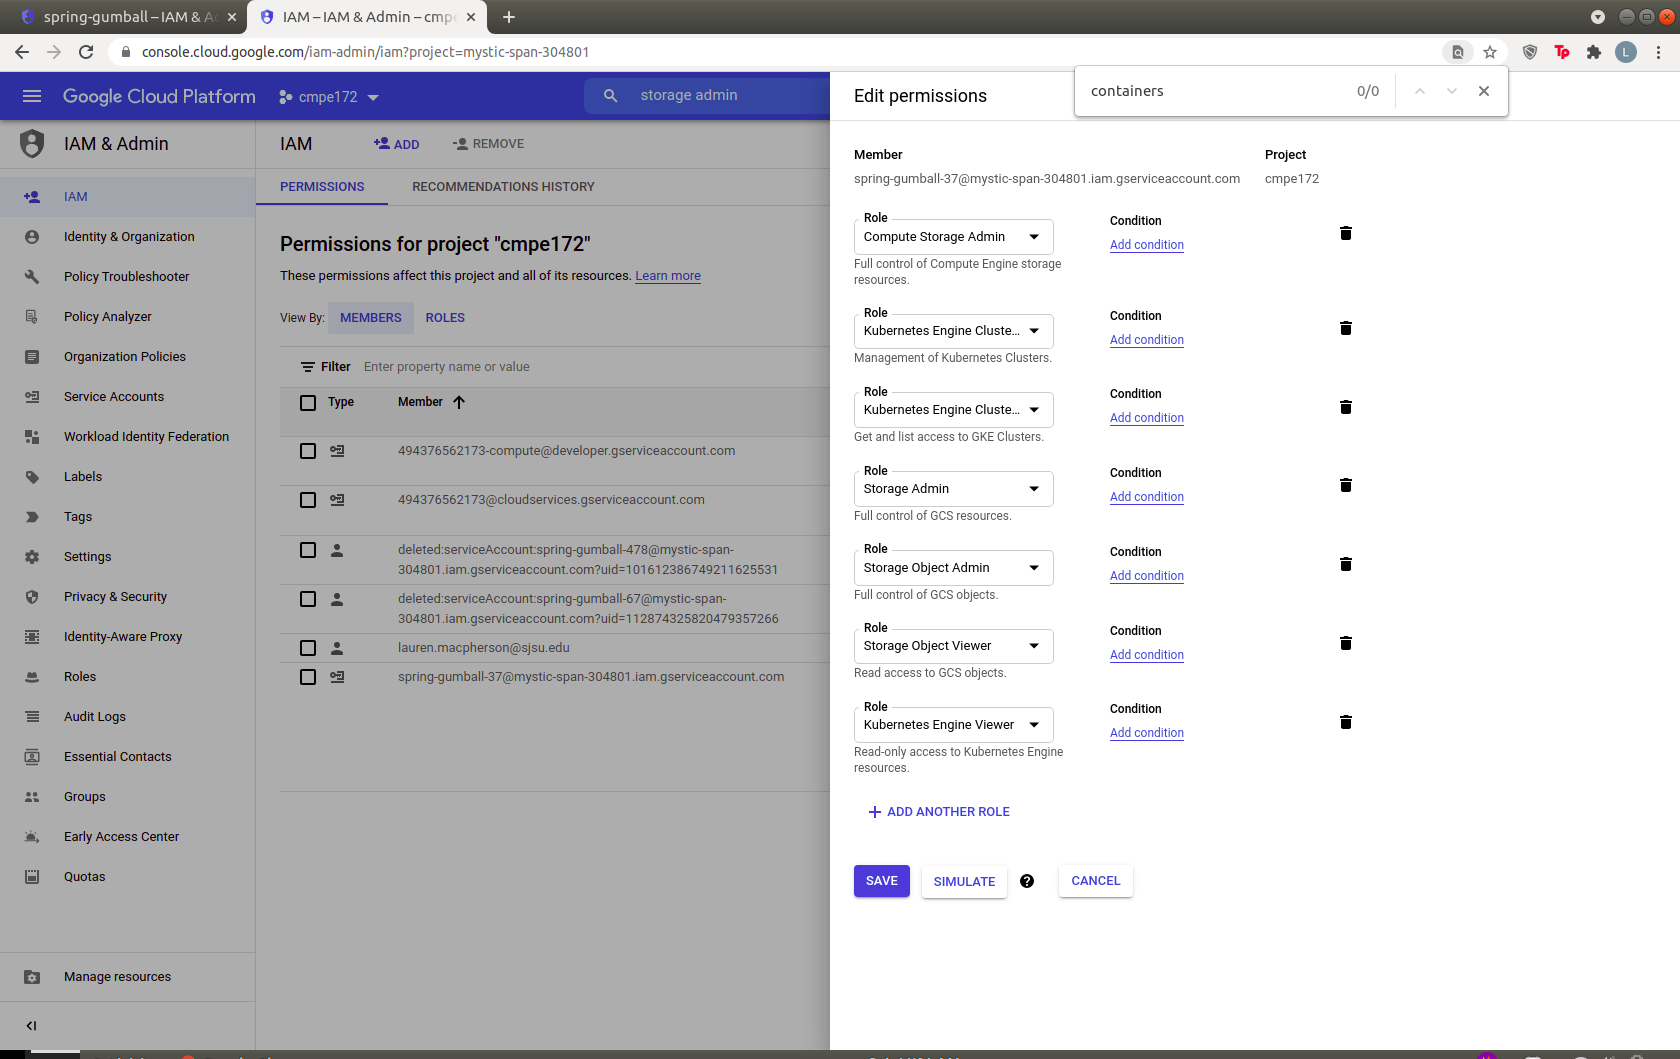 spring-gumball – IAM & A
IAM – IAM & Admin – cmpe
console.cloud.google.com/iam-admin/iam?project=mystic-span-304801
Tp
L
containers
0/0
Google Cloud Platform
cmpe172
storage admin
Edit permissions
IAM & Admin
IAM
ADD
REMOVE
PERMISSIONS
RECOMMENDATIONS HISTORY
IAM
Identity & Organization
Policy Troubleshooter
Policy Analyzer
Organization Policies
Service Accounts
Workload Identity Federation
Labels
Tags
Settings
Privacy & Security
Identity-Aware Proxy
Roles
Audit Logs
Essential Contacts
Groups
Early Access Center
Quotas
Manage resources
Permissions for project "cmpe172"
These permissions affect this project and all of its resources. Learn more
View By: MEMBERS ROLES
Filter Enter property name or value
Type Member
494376562173-compute@developer.gserviceaccount.com
494376562173@cloudservices.gserviceaccount.com
deleted:serviceAccount:spring-gumball-478@mystic-span-
304801.iam.gserviceaccount.com?uid=101612386749211625531
deleted:serviceAccount:spring-gumball-67@mystic-span-
304801.iam.gserviceaccount.com?uid=112874325820479357266
lauren.macpherson@sjsu.edu
spring-gumball-37@mystic-span-304801.iam.gserviceaccount.com
Member
Project
spring-gumball-37@mystic-span-304801.iam.gserviceaccount.com
cmpe172
Role
Compute Storage Admin
Condition
Add condition
Full control of Compute Engine storage
resources.
Role
Kubernetes Engine Cluste...
Condition
Add condition
Management of Kubernetes Clusters.
Role
Kubernetes Engine Cluste...
Condition
Add condition
Get and list access to GKE Clusters.
Role
Storage Admin
Condition
Add condition
Full control of GCS resources.
Role
Storage Object Admin
Condition
Add condition
Full control of GCS objects.
Role
Storage Object Viewer
Condition
Add condition
Read access to GCS objects.
Role
Kubernetes Engine Viewer
Condition
Add condition
Read-only access to Kubernetes Engine
resources.
ADD ANOTHER ROLE
SAVE
SIMULATE
?
CANCEL